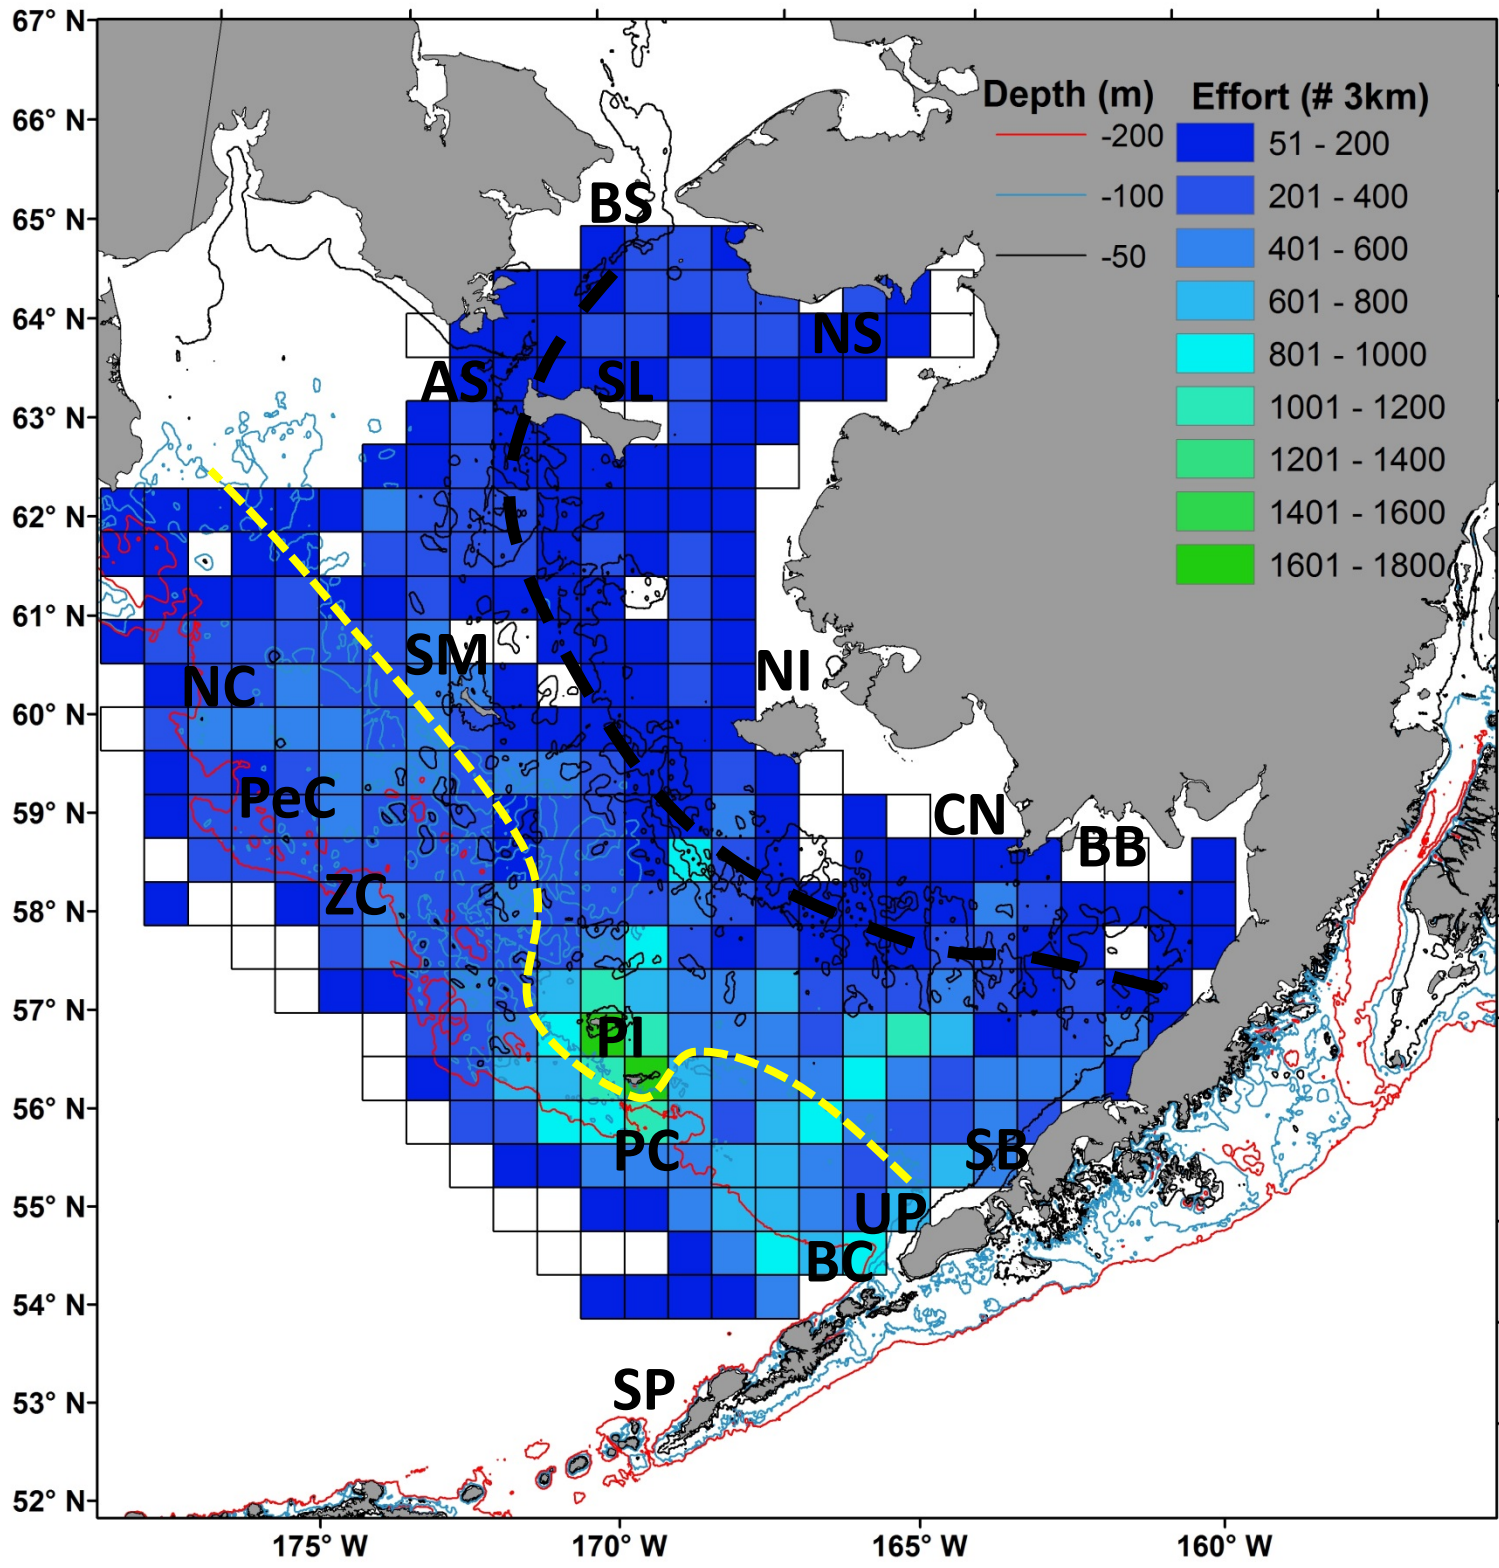 67° N
66° N
65° N
64° N
63° N
62° N
61° N
60° N
59° N
58° N
57° N
56° N
55° N
54° N
53° N
52° N
175° W
170° W
165° W
160° W
Depth (m)
-200
-100
-50
Effort (# 3km)
51 - 200
201 - 400
401 - 600
601 - 800
801 - 1000
1001 - 1200
1201 - 1400
1401 - 1600
1601 - 1800
BS
NS
AS
SL
SM
NI
NC
PeC
CN
BB
ZC
PI
PC
SB
UP
BC
SP